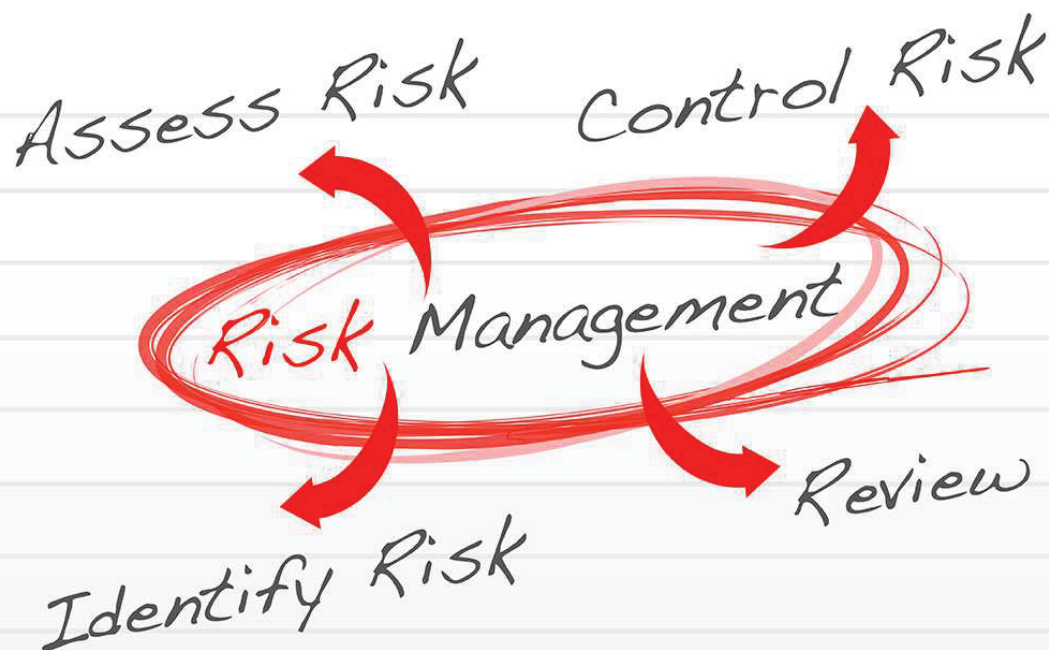 Assess Risk
Control Risk
Risk Management
Identify Risk
Review